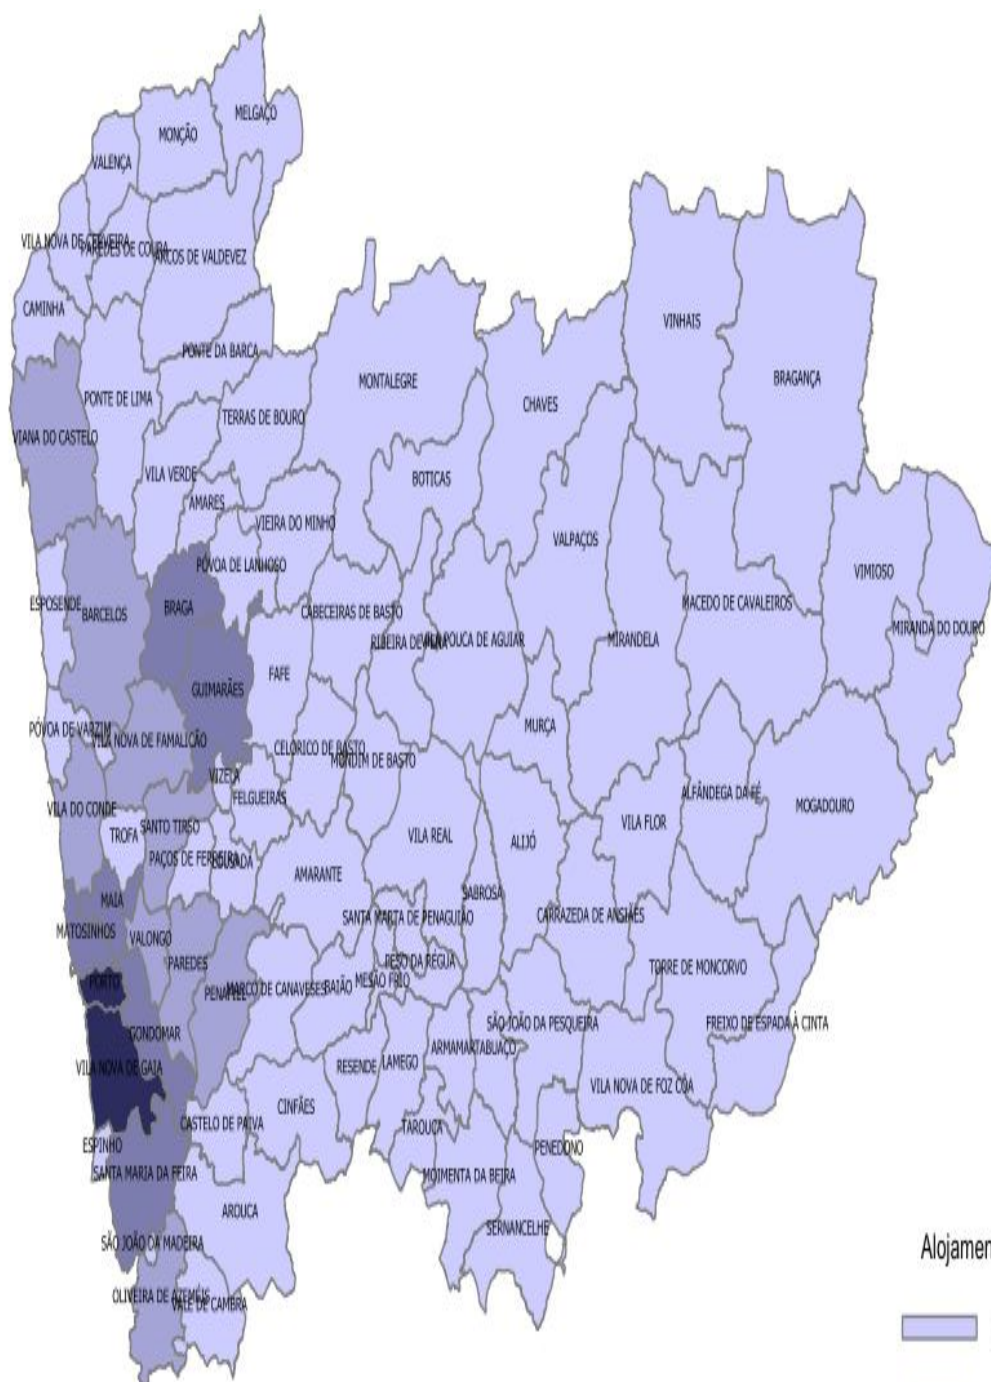 MELGAÇO
MONÇÃO
VALENÇA
VILA NOVA DE CERVEIRA
PAREDES DE COURA
ARCOS DE VALDEVEZ
CAMINHA
VINHAIS
PONTE DA BARCA
BRAGANÇA
MONTALEGRE
PONTE DE LIMA
CHAVES
TERRAS DE BOURO
VIANA DO CASTELO
VILA VERDE
BOTICAS
AMARES
VIEIRA DO MINHO
VALPAÇOS
PÓVOA DE LANHOSO
VIMIOSO
ESPOSENDE
BARCELOS
BRAGA
CABECEIRAS DE BASTO
MACEDO DE CAVALEIROS
MIRANDA DO DOURO
RIBEIRA DE PENA
VILA POUCA DE AGUIAR
MIRANDELA
FAFE
GUIMARÃES
PÓVOA DE VARZIM
VILA NOVA DE FAMALICÃO
CELORICO DE BASTO
MONDIM DE BASTO
MURÇA
VIZELA
FELGUEIRAS
ALFÂNDEGA DA FÉ
MOGADOURO
VILA DO CONDE
TROFA
SANTO TIRSO
VILA REAL
ALIJÓ
VILA FLOR
PAÇOS DE FERREIRA
LOUSADA
AMARANTE
SABROSA
MAIA
SANTA MARTA DE PENAGUIÃO
CARRAZEDA DE ANSIÃES
MATOSINHOS
VALONGO
PAREDES
PESO DA RÉGUA
TORRE DE MONCORVO
PORTO
PENAFIEL
MARCO DE CANAVESES
BAIÃO
MESÃO FRIO
GONDOMAR
SÃO JOÃO DA PESQUEIRA
FREIXO DE ESPADA À CINTA
VILA NOVA DE GAIA
RESENDE
LAMEGO
ARMAMAR
TABUAÇO
VILA NOVA DE FOZ CÔA
CINFÃES
CASTELO DE PAIVA
TAROUCA
ESPINHO
PENEDONO
SANTA MARIA DA FEIRA
MOIMENTA DA BEIRA
AROUCA
SERNANCELHE
SÃO JOÃO DA MADEIRA
Alojamen
OLIVEIRA DE AZEMÉIS
VALE DE CAMBRA